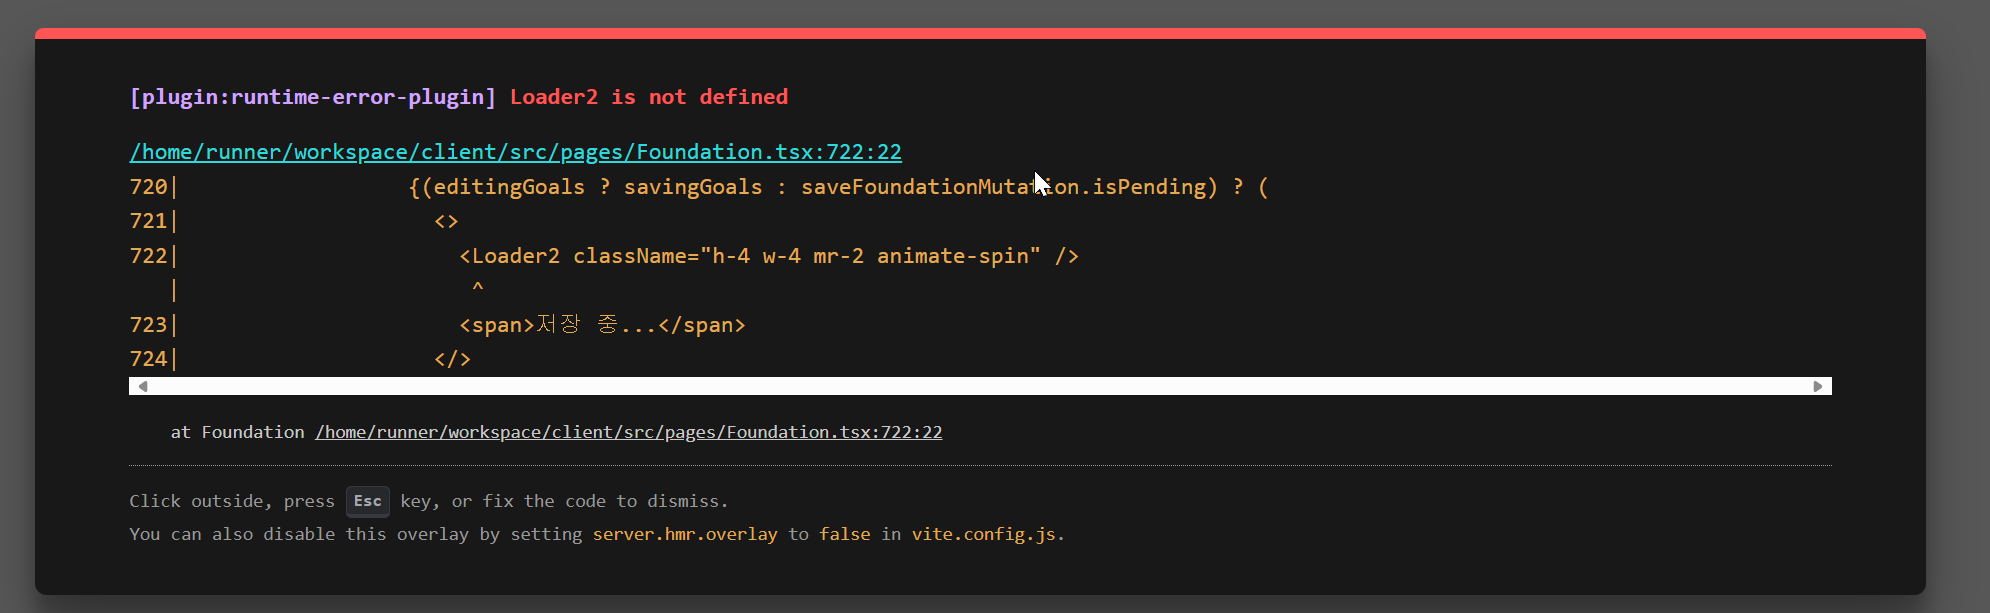 [plugin:runtime-error-plugin] Loader2 is not defined
/home/runner/workspace/client/src/pages/Foundation.tsx:722:22
720|                   {(editingGoals ? savingGoals : saveFoundationMutation.isPending) ? (
721|                     <>
722|                       <Loader2 className="h-4 w-4 mr-2 animate-spin" />
   |                        ^
723|                       <span>저장 중...</span>
724|                     </>
at Foundation /home/runner/workspace/client/src/pages/Foundation.tsx:722:22
Click outside, press Esc key, or fix the code to dismiss.
You can also disable this overlay by setting server.hmr.overlay to false in vite.config.js.